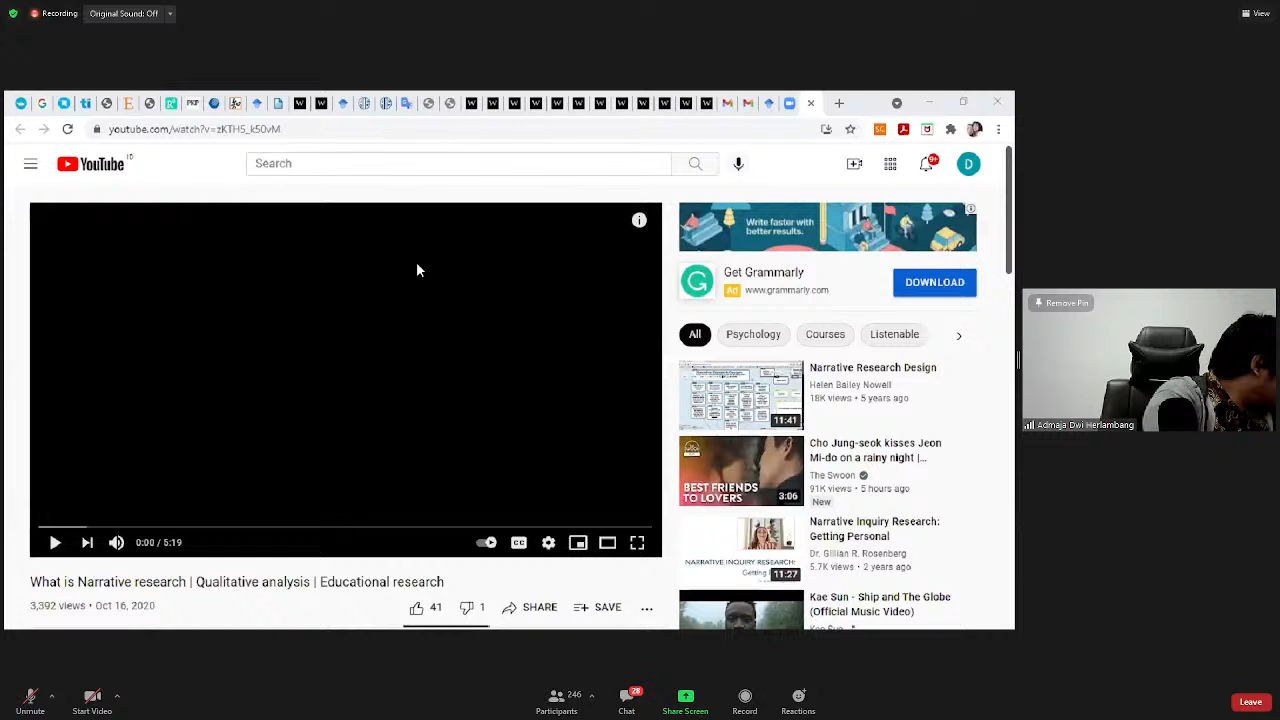 Recording
Original Sound: Off
View
youtube.com/watch?v=zKTH5_k50vM
YouTube ID
Search
9+
D
Write faster with
better results.
Get Grammarly
Ad www.grammarly.com
DOWNLOAD
All
Psychology
Courses
Listenable
Narrative Research Design
Helen Bailey Nowell
18K views • 5 years ago
11:41
Cho Jung-seok kisses Jeon
Mi-do on a rainy night |...
The Swoon
91K views • 5 hours ago
New
BEST FRIENDS
TO LOVERS
3:06
Narrative Inquiry Research:
Getting Personal
Dr. Gillian R. Rosenberg
5.7K views • 2 years ago
NARRATIVE INQUIRY RESEARCH:
11:27
Kae Sun - Ship and The Globe
(Official Music Video)
Kae Sun
0:00 / 5:19
CC
What is Narrative research | Qualitative analysis | Educational research
3,392 views • Oct 16, 2020
41
1
SHARE
SAVE
Remove Pin
Admaja Dwi Herlambang
Unmute
Start Video
246
Participants
28
Chat
Share Screen
Record
Reactions
Leave